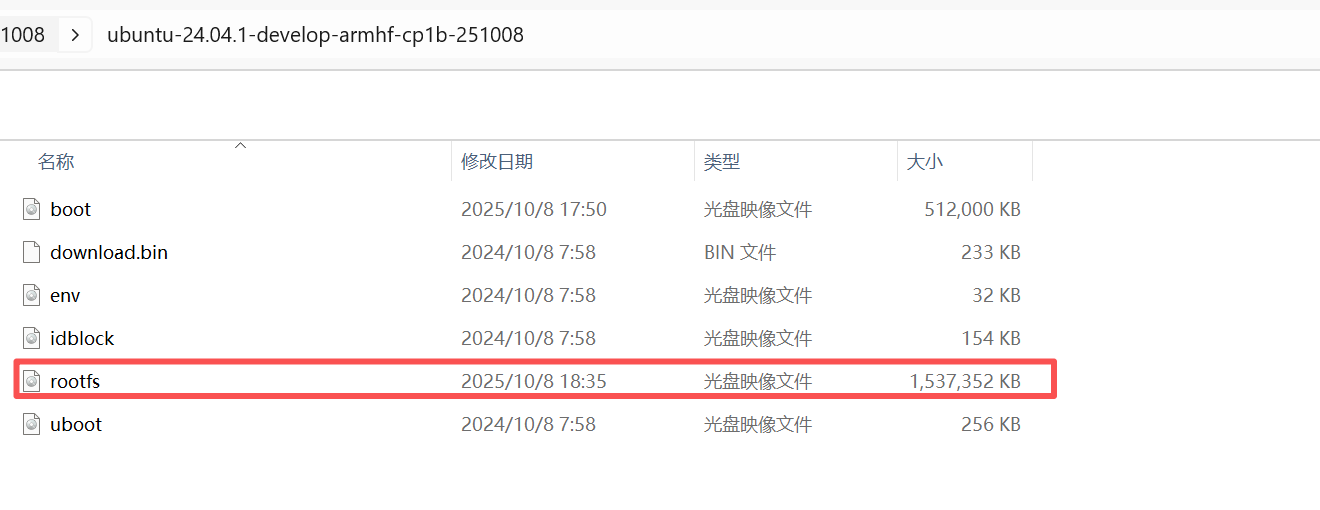 1008 > ubuntu-24.04.1-develop-armhf-cp1b-251008
名称 修改日期 类型 大小
boot 2025/10/8 17:50 光盘映像文件 512,000 KB
download.bin 2024/10/8 7:58 BIN 文件 233 KB
env 2024/10/8 7:58 光盘映像文件 32 KB
idblock 2024/10/8 7:58 光盘映像文件 154 KB
rootfs 2025/10/8 18:35 光盘映像文件 1,537,352 KB
uboot 2024/10/8 7:58 光盘映像文件 256 KB